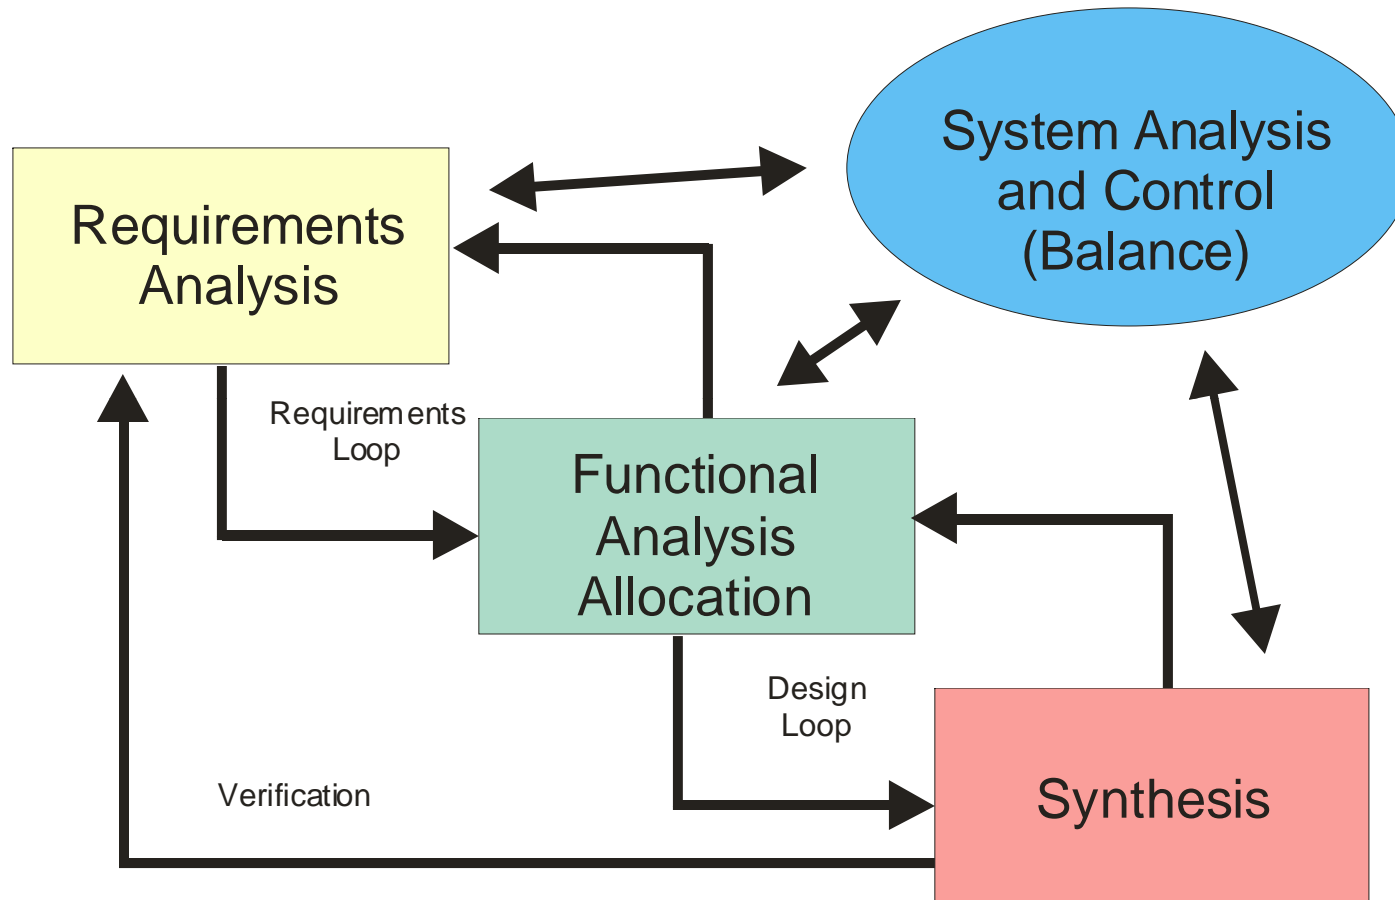 System Analysis
and Control
(Balance)
Requirements
Analysis
Requirements
Loop
Functional
Analysis
Allocation
Design
Loop
Verification
Synthesis